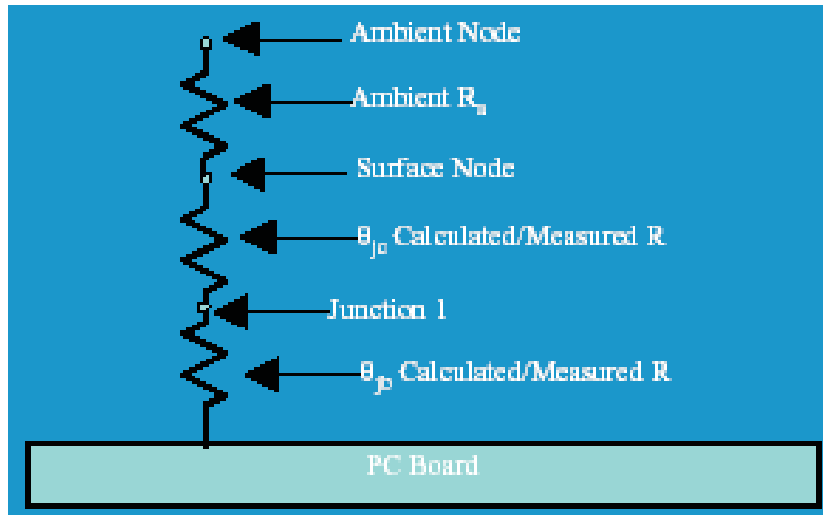 Ambient Node
Ambient Rₐ
Surface Node
θjc Calculated/Measured R
Junction 1
θjb Calculated/Measured R
PC Board